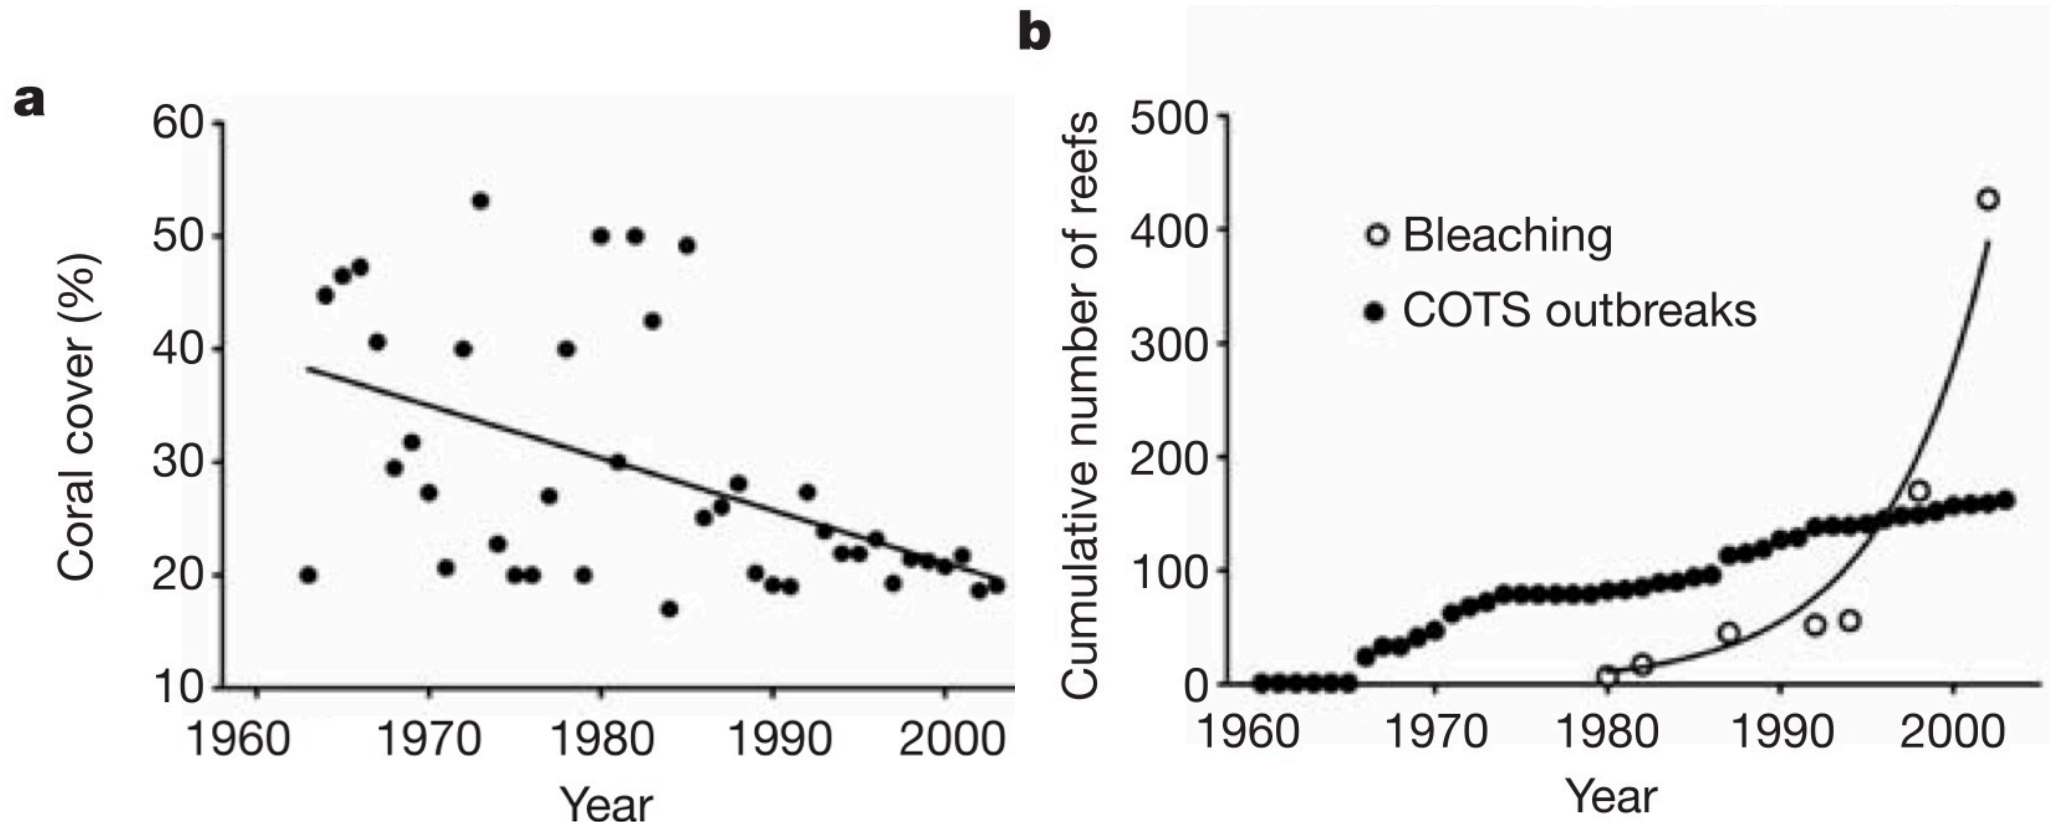 a
60
50
40
30
20
10
Coral cover (%)
1960 1970 1980 1990 2000
Year
b
500
400
300
200
100
0
Cumulative number of reefs
Bleaching
COTS outbreaks
1960 1970 1980 1990 2000
Year